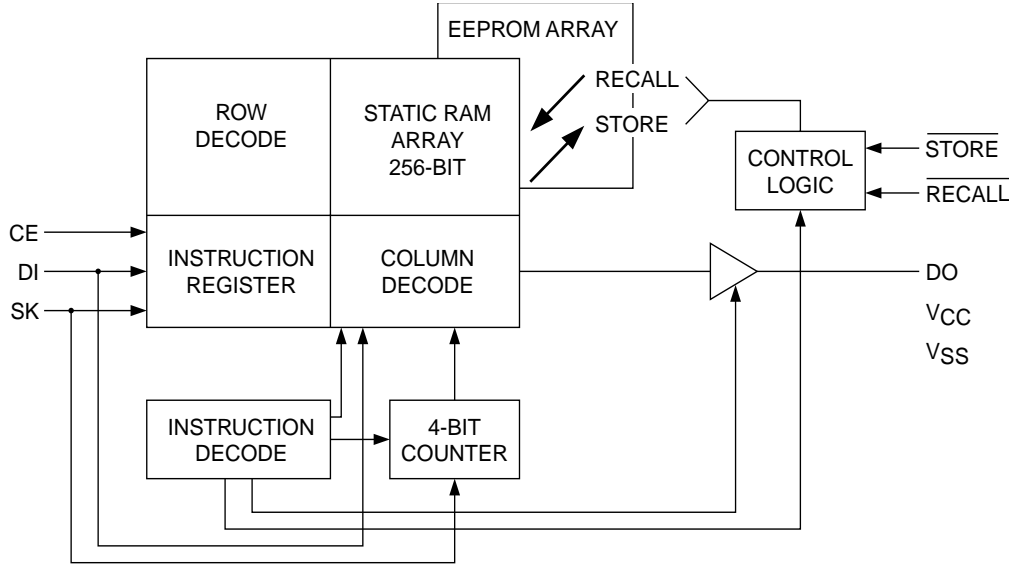 EEPROM ARRAY
ROW
DECODE
STATIC RAM
ARRAY
256-BIT
RECALL
STORE
CONTROL
LOGIC
STORE
RECALL
CE
DI
SK
INSTRUCTION
REGISTER
COLUMN
DECODE
DO
VCC
VSS
INSTRUCTION
DECODE
4-BIT
COUNTER